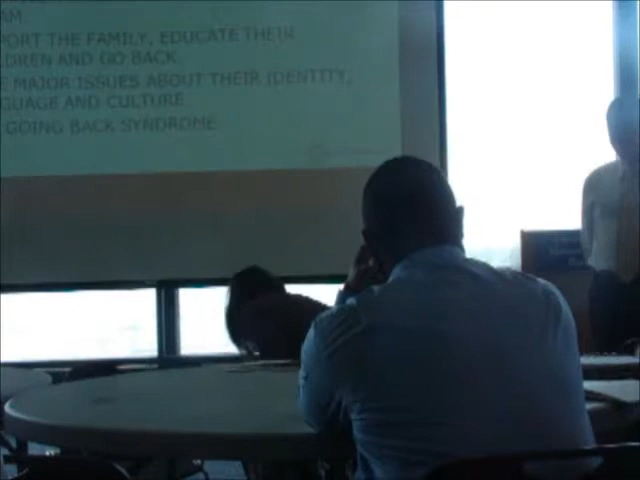 AM.
PORT THE FAMILY, EDUCATE THEIR
LDREN AND GO BACK.
E MAJOR ISSUES ABOUT THEIR IDENTITY,
NGUAGE AND CULTURE.
GOING BACK SYNDROME